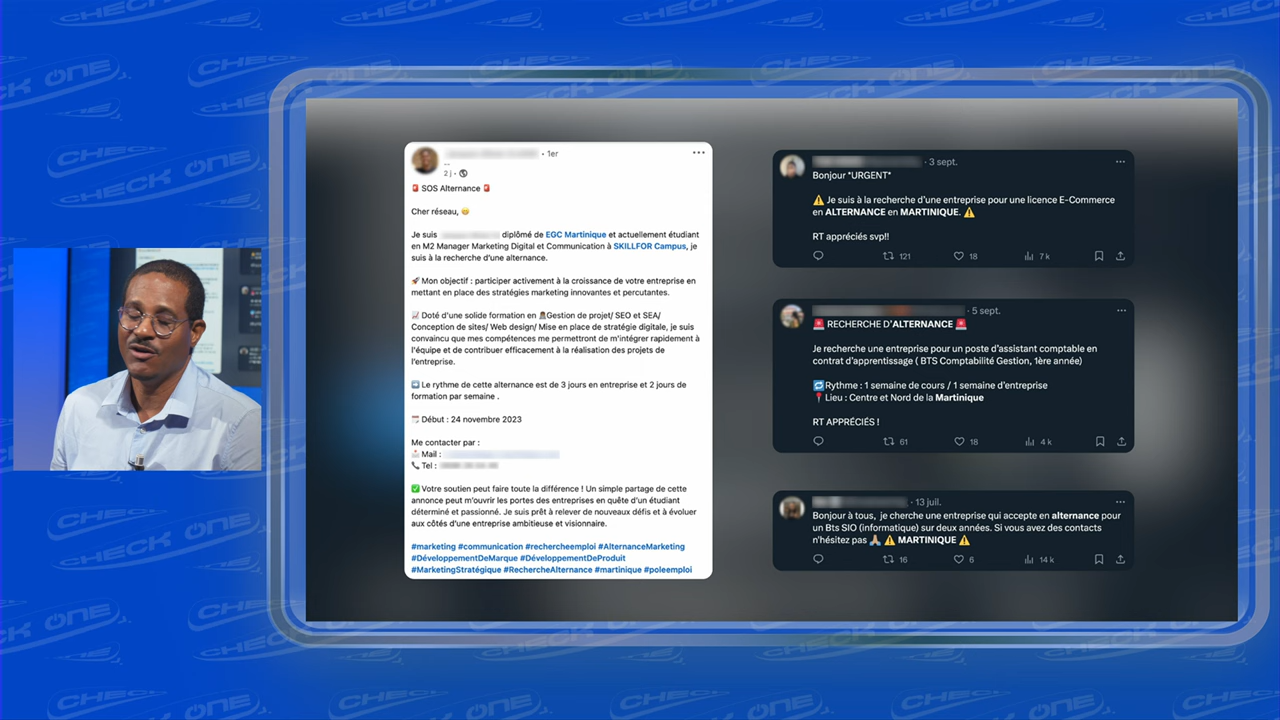 CHECK ONE
· 1er
2 j ·
SOS Alternance
Cher réseau,
Je suis diplômé de EGC Martinique et actuellement étudiant
en M2 Manager Marketing Digital et Communication à SKILLFOR Campus, je
suis à la recherche d'une alternance.
Mon objectif : participer activement à la croissance de votre entreprise en
mettant en place des stratégies marketing innovantes et percutantes.
Doté d'une solide formation en Gestion de projet/ SEO et SEA/
Conception de sites/ Web design/ Mise en place de stratégie digitale, je suis
convaincu que mes compétences me permettront de m'intégrer rapidement à
l'équipe et de contribuer efficacement à la réalisation des projets de
l'entreprise.
Le rythme de cette alternance est de 3 jours en entreprise et 2 jours de
formation par semaine .
Début : 24 novembre 2023
Me contacter par :
Mail :
Tel :
Votre soutien peut faire toute la différence ! Un simple partage de cette
annonce peut m'ouvrir les portes des entreprises en quête d'un étudiant
déterminé et passionné. Je suis prêt à relever de nouveaux défis et à évoluer
aux côtés d'une entreprise ambitieuse et visionnaire.
#marketing #communication #rechercheemploi #AlternanceMarketing
#DéveloppementDeMarque #DéveloppementDeProduit
#MarketingStratégique #RechercheAlternance #martinique #poleemploi
· 3 sept.
Bonjour *URGENT*
⚠️ Je suis à la recherche d'une entreprise pour une licence E-Commerce
en ALTERNANCE en MARTINIQUE. ⚠️
RT appréciés svp!!
121 18 7 k
· 5 sept.
🚨 RECHERCHE D'ALTERNANCE 🚨
Je recherche une entreprise pour un poste d'assistant comptable en
contrat d'apprentissage ( BTS Comptabilité Gestion, 1ère année)
Rythme : 1 semaine de cours / 1 semaine d'entreprise
📍 Lieu : Centre et Nord de la Martinique
RT APPRÉCIÉS !
61 18 4 k
· 13 juil.
Bonjour à tous, je cherche une entreprise qui accepte en alternance pour
un Bts SIO (informatique) sur deux années. Si vous avez des contacts
n'hésitez pas 🙏🏼 ⚠️ MARTINIQUE ⚠️
16 6 14 k